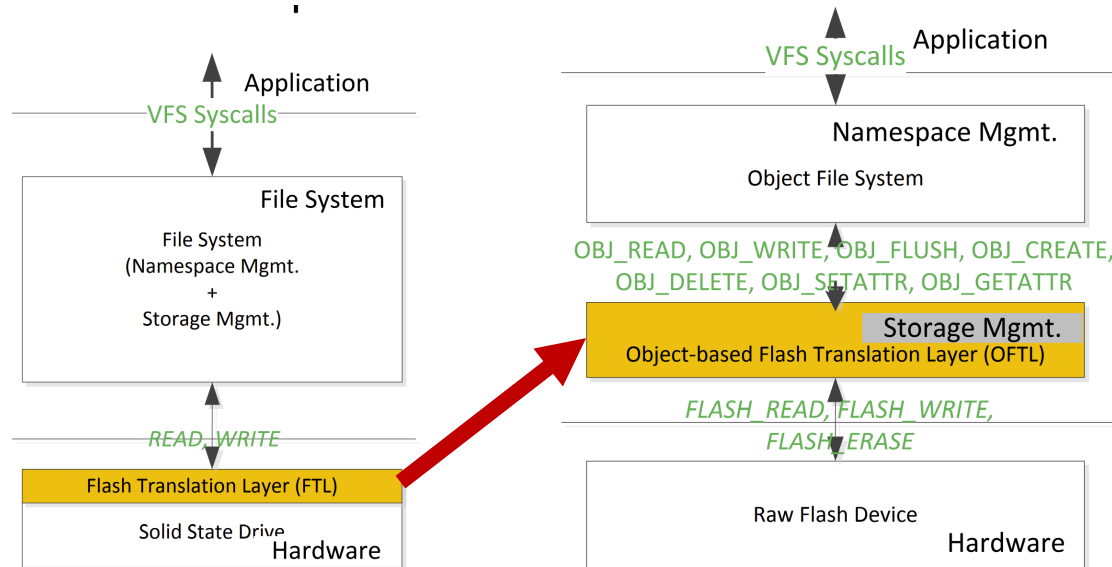 Application
VFS Syscalls
File System
File System
(Namespace Mgmt.
+
Storage Mgmt.)
READ, WRITE
Flash Translation Layer (FTL)
Solid State Drive
Hardware
Application
VFS Syscalls
Namespace Mgmt.
Object File System
OBJ_READ, OBJ_WRITE, OBJ_FLUSH, OBJ_CREATE,
OBJ_DELETE, OBJ_SETATTR, OBJ_GETATTR
Storage Mgmt.
Object-based Flash Translation Layer (OFTL)
FLASH_READ, FLASH_WRITE,
FLASH_ERASE
Raw Flash Device
Hardware